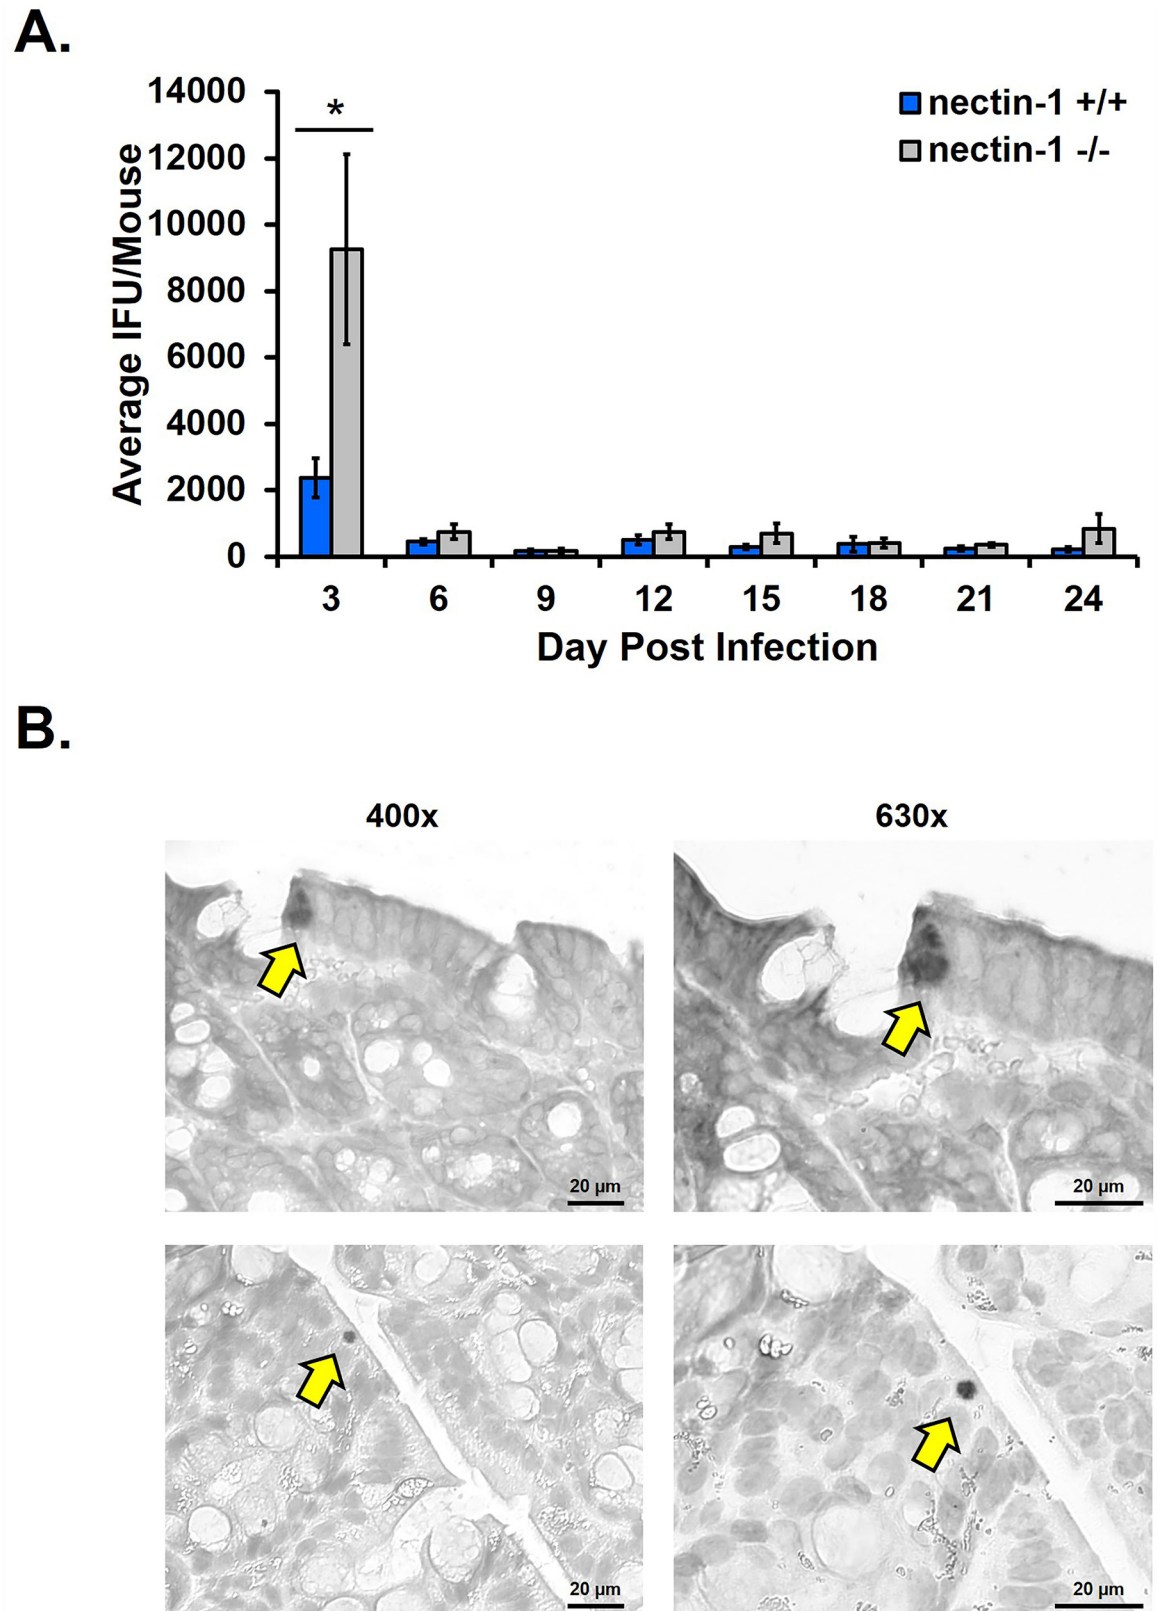 A.
14000
12000
10000
8000
6000
4000
2000
0
Average IFU/Mouse
*
nectin-1 +/+
nectin-1 -/-
3 6 9 12 15 18 21 24
Day Post Infection
B.
400x 630x
20 µm 20 µm
20 µm 20 µm